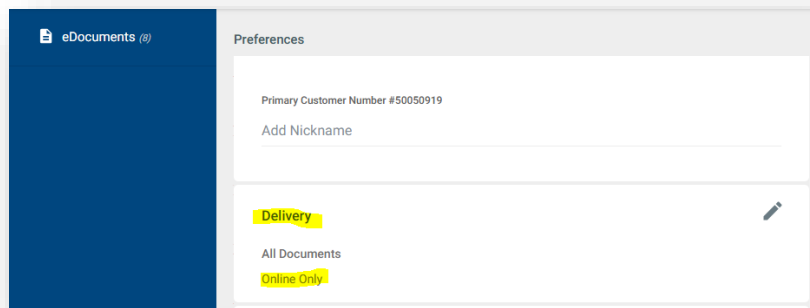 eDocuments (8)
Preferences
Primary Customer Number #50050919
Add Nickname
Delivery
All Documents
Online Only